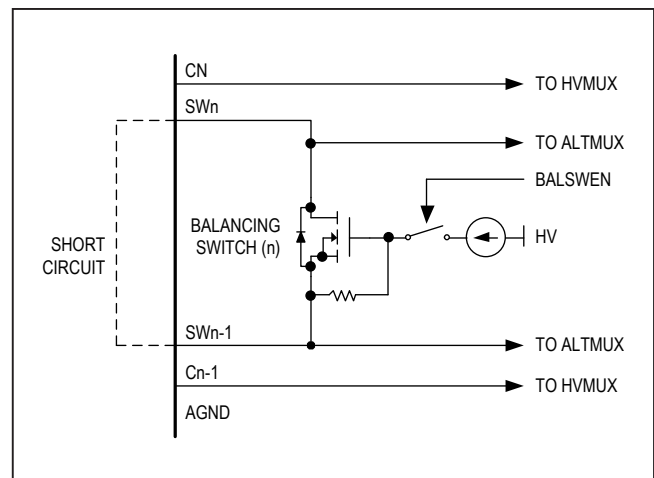 CN
TO HVMUX
SWn
TO ALTMUX
BALSWEN
BALANCING
SWITCH (n)
HV
SHORT
CIRCUIT
SWn-1
TO ALTMUX
Cn-1
TO HVMUX
AGND